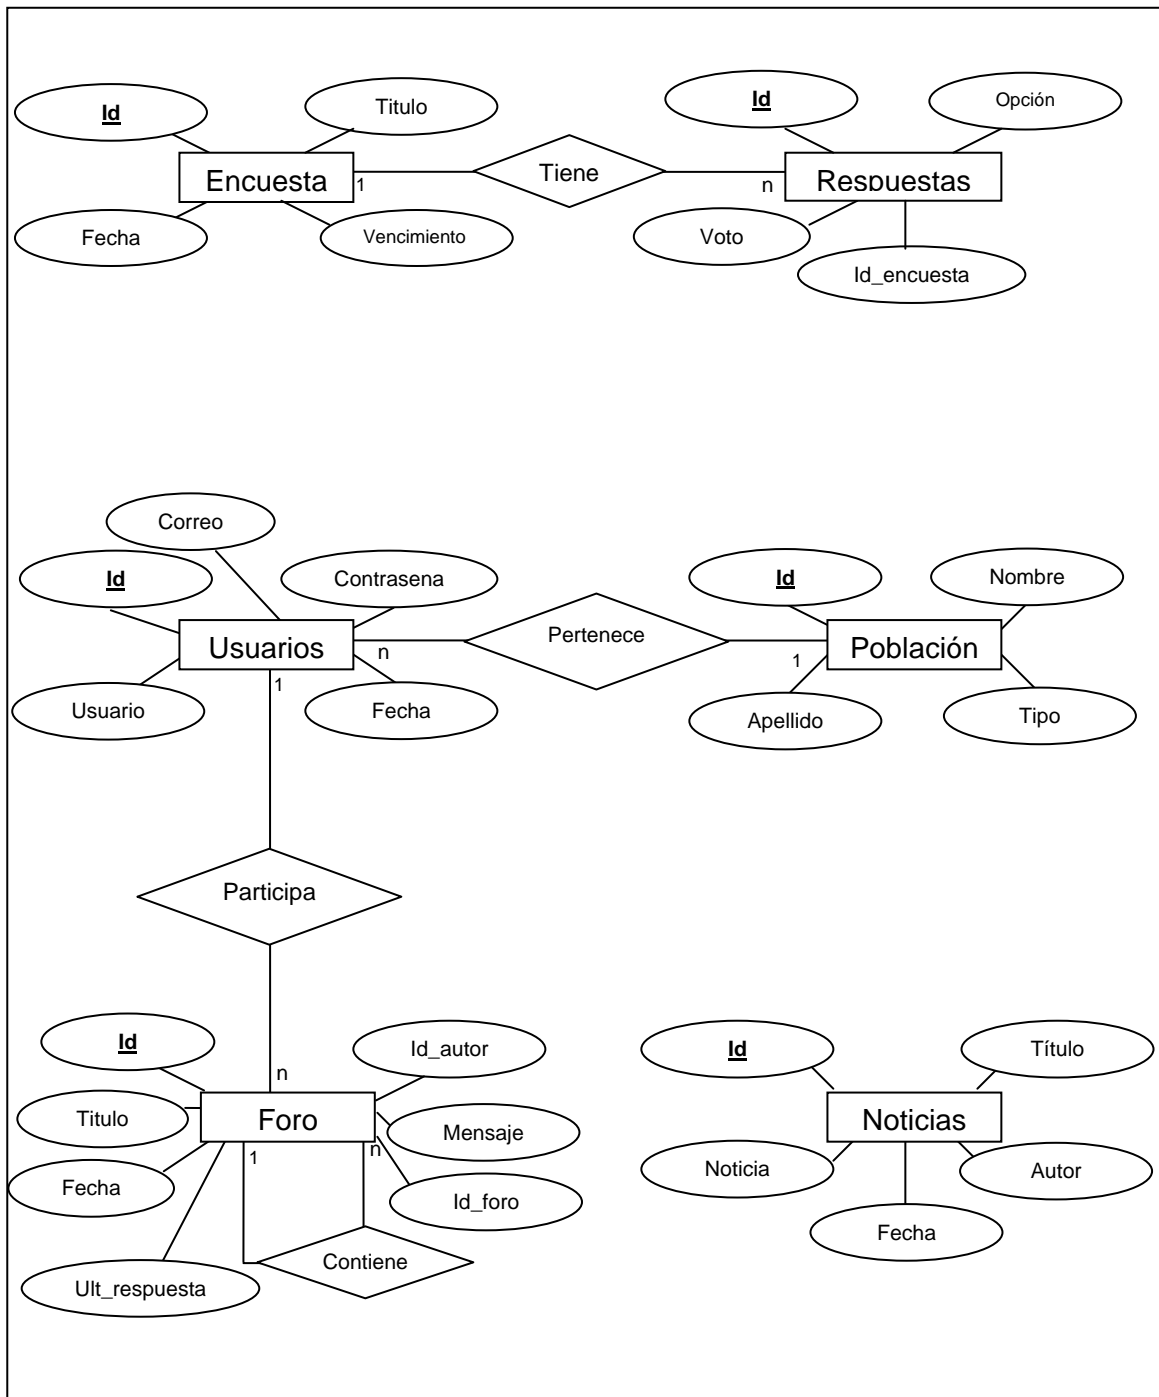 Id
Titulo
Id
Opción
Encuesta
1
Tiene
n
Respuestas
Fecha
Vencimiento
Voto
Id_encuesta
Correo
Id
Contrasena
Id
Nombre
Usuarios
n
Pertenece
1
Población
1
Usuario
Fecha
Apellido
Tipo
Participa
Id
n
Id_autor
Id
Título
Titulo
Foro
Mensaje
Noticias
1
n
Fecha
Id_foro
Noticia
Autor
Fecha
Ult_respuesta
Contiene